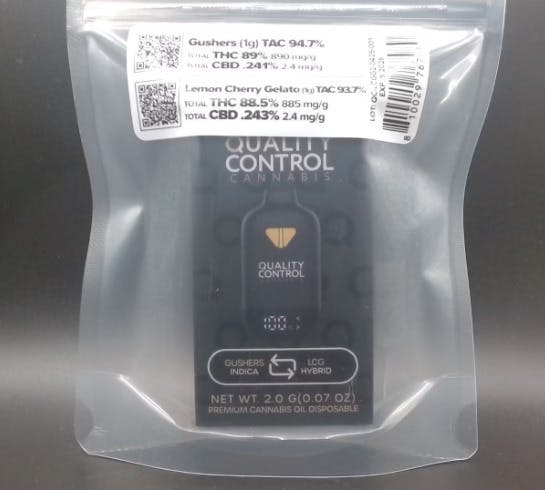 Gushers (1g) TAC 94.7%
TOTAL THC 89% 890 mg/g
TOTAL CBD .241% 2.4 mg/g
Lemon Cherry Gelato (1g) TAC 93.7%
TOTAL THC 88.5% 885 mg/g
TOTAL CBD .243% 2.4 mg/g
QUALITY
CONTROL
CANNABIS
QUALITY
CONTROL
100
GUSHERS
INDICA
LCG
HYBRID
NET WT. 2.0 G(0.07 OZ)
PREMIUM CANNABIS OIL DISPOSABLE